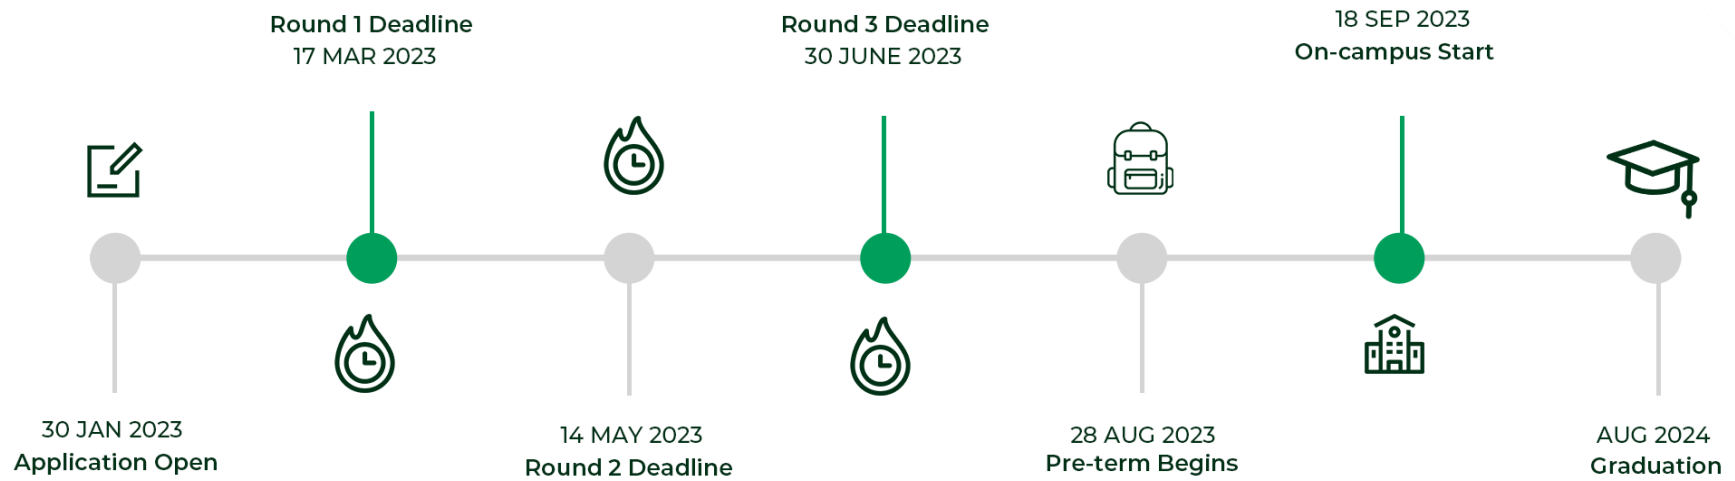 Round 1 Deadline
17 MAR 2023
Round 3 Deadline
30 JUNE 2023
18 SEP 2023
On-campus Start
30 JAN 2023
Application Open
14 MAY 2023
Round 2 Deadline
28 AUG 2023
Pre-term Begins
AUG 2024
Graduation